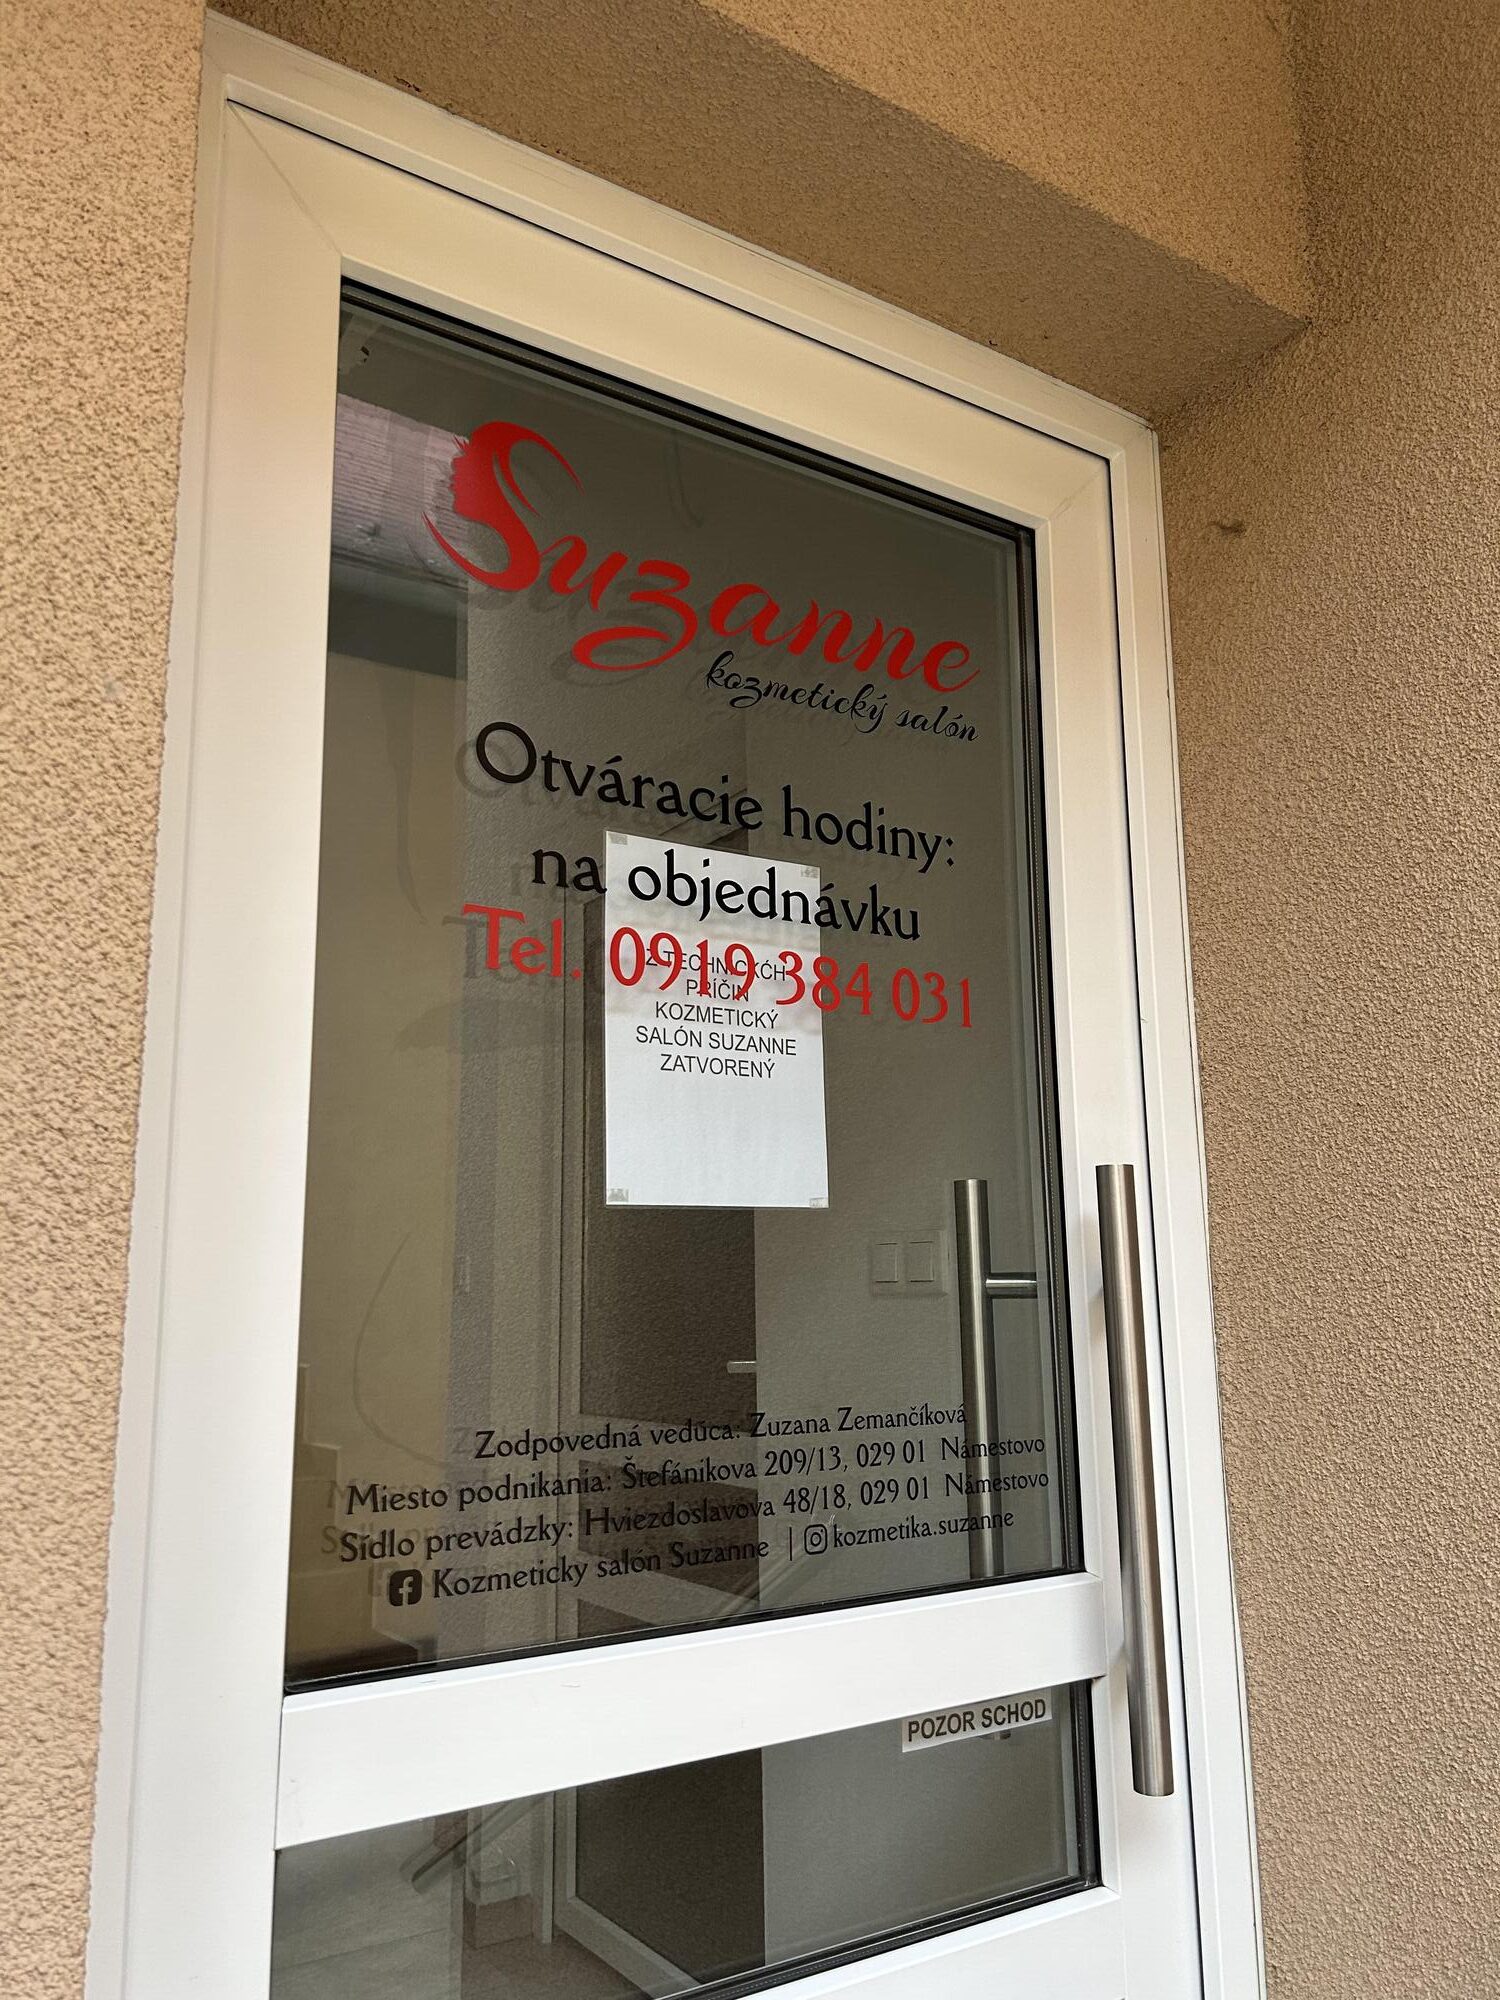 Suzanne
kozmetický salón
Otváracie hodiny:
na objednávku
Tel. 0919 384 031
Z TECHNICKĆH
PRÍČIN
KOZMETICKÝ
SALÓN SUZANNE
ZATVORENÝ
Zodpovedná vedúca: Zuzana Zemančíková
Miesto podnikania: Štefánikova 209/13, 029 01 Námestovo
Sídlo prevádzky: Hviezdoslavova 48/18, 029 01 Námestovo
Kozmeticky salón Suzanne | kozmetika.suzanne
POZOR SCHOD